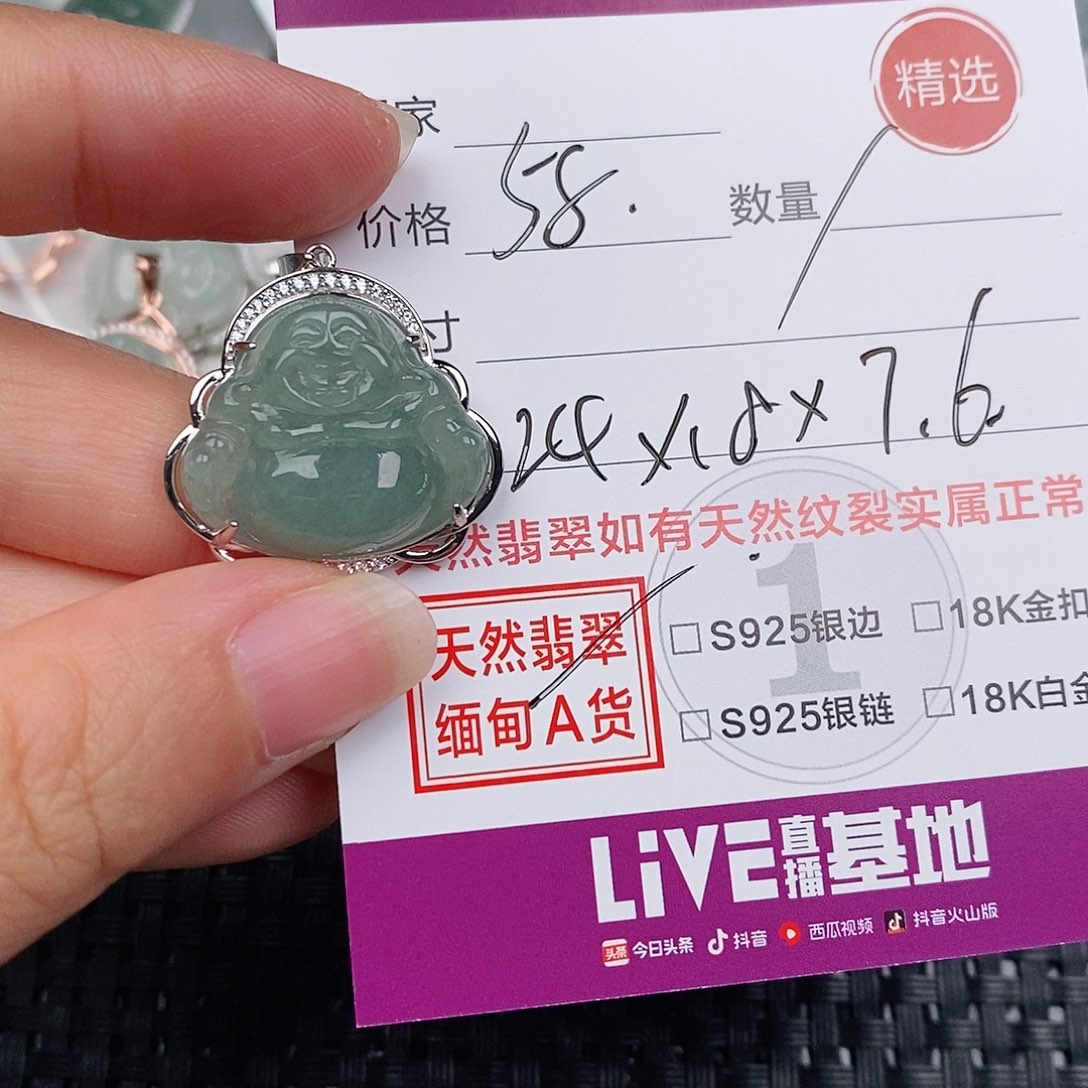 精选
家
价格 58. 数量
寸
24×18×7.6
然翡翠如有天然纹裂实属正常
天然翡翠
缅甸A货
1
S925银边 18K金扣
S925银链 18K白金
LiVE直播基地
头条 今日头条 抖音 西瓜视频 抖音火山版